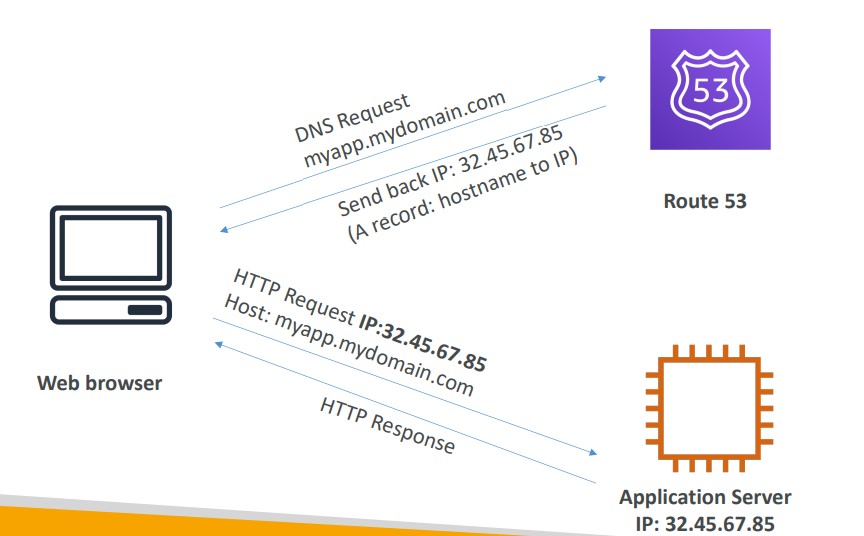 53
DNS Request
myapp.mydomain.com
Send back IP: 32.45.67.85
(A record: hostname to IP)
Route 53
HTTP Request IP:32.45.67.85
Host: myapp.mydomain.com
Web browser
HTTP Response
Application Server
IP: 32.45.67.85